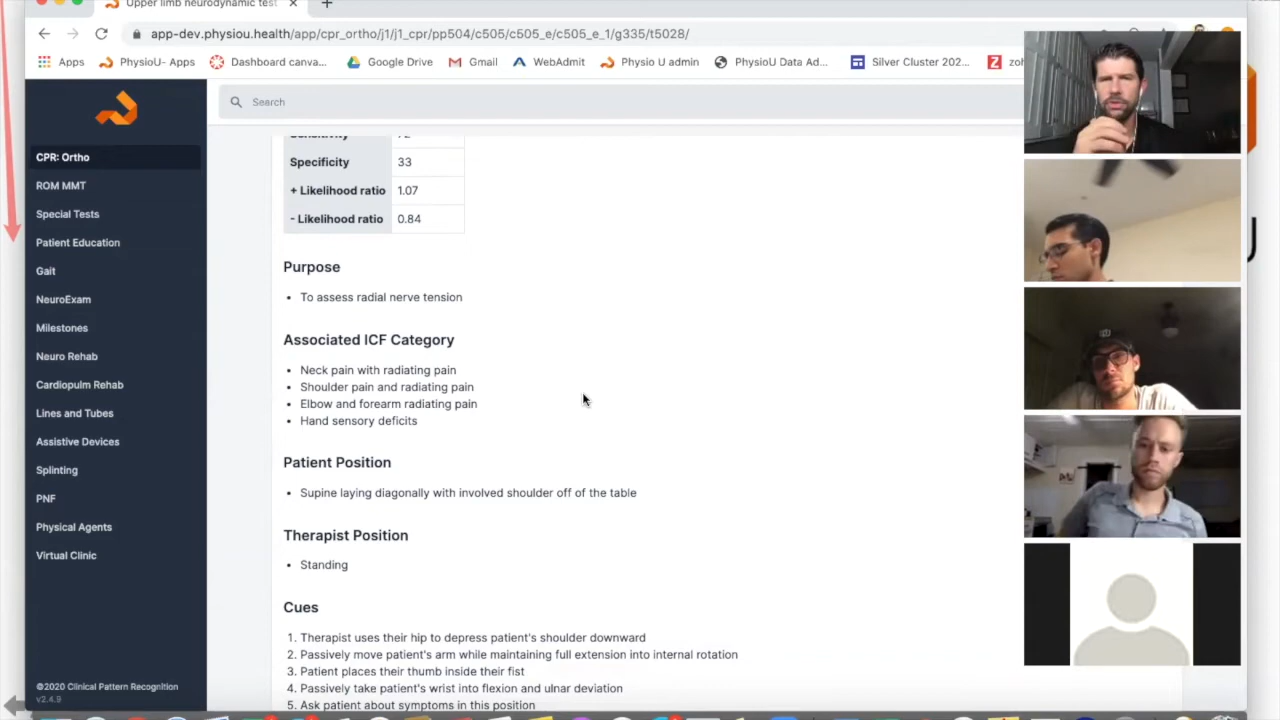 Upper limb neurodynamic test
app-dev.physiou.health/app/cpr_ortho/j1/j1_cpr/pp504/c505/c505_e/c505_e_1/g335/t5028/
Apps
PhysioU- Apps
Dashboard canva...
Google Drive
Gmail
WebAdmit
Physio U admin
PhysioU Data Ad...
Silver Cluster 202...
Search
CPR: Ortho
ROM MMT
Special Tests
Patient Education
Gait
NeuroExam
Milestones
Neuro Rehab
Cardiopulm Rehab
Lines and Tubes
Assistive Devices
Splinting
PNF
Physical Agents
Virtual Clinic
©2020 Clinical Pattern Recognition
v2.4.9
Sensitivity
Specificity 33
+ Likelihood ratio 1.07
- Likelihood ratio 0.84
Purpose
• To assess radial nerve tension
Associated ICF Category
• Neck pain with radiating pain
• Shoulder pain and radiating pain
• Elbow and forearm radiating pain
• Hand sensory deficits
Patient Position
• Supine laying diagonally with involved shoulder off of the table
Therapist Position
• Standing
Cues
1. Therapist uses their hip to depress patient's shoulder downward
2. Passively move patient's arm while maintaining full extension into internal rotation
3. Patient places their thumb inside their fist
4. Passively take patient's wrist into flexion and ulnar deviation
5. Ask patient about symptoms in this position